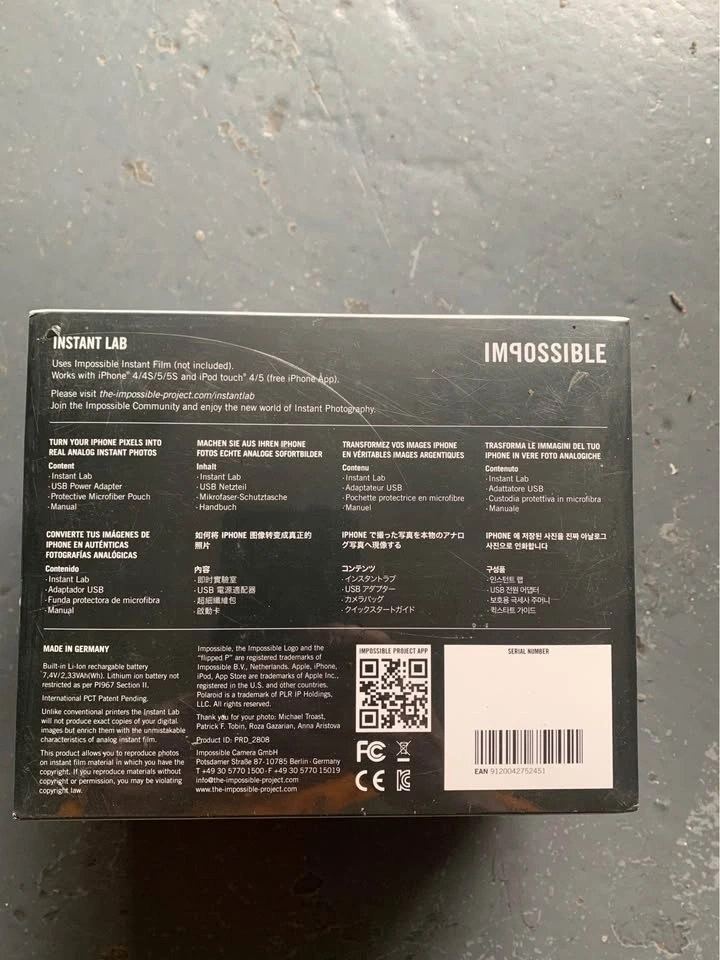 INSTANT LAB
Uses Impossible Instant Film (not included).
Works with iPhone® 4/4S/5/5S and iPod touch® 4/5 (free iPhone App).
Please visit the-impossible-project.com/instantlab
Join the Impossible Community and enjoy the new world of Instant Photography.
IMPOSSIBLE
TURN YOUR IPHONE PIXELS INTO
REAL ANALOG INSTANT PHOTOS
Content
· Instant Lab
· USB Power Adapter
· Protective Microfiber Pouch
· Manual
MACHEN SIE AUS IHREN IPHONE
FOTOS ECHTE ANALOGE SOFORTBILDER
Inhalt
· Instant Lab
· USB Netzteil
· Mikrofaser-Schutztasche
· Handbuch
TRANSFORMEZ VOS IMAGES IPHONE
EN VÉRITABLES IMAGES ARGENTIQUES
Contenu
· Instant Lab
· Adaptateur USB
· Pochette protectrice en microfibre
· Manuel
TRASFORMA LE IMMAGINI DEL TUO
IPHONE IN VERE FOTO ANALOGICHE
Contenuto
· Instant Lab
· Adattatore USB
· Custodia protettiva in microfibra
· Manuale
CONVIERTE TUS IMÁGENES DE
IPHONE EN AUTÉNTICAS
FOTOGRAFÍAS ANALÓGICAS
Contenido
· Instant Lab
· Adaptador USB
· Funda protectora de microfibra
· Manual
如何将 IPHONE 图像转变成真正的
照片
內容
· 即时實驗室
· USB 電源適配器
· 超細纖維包
· 啟動卡
IPHONE で撮った写真を本物のアナロ
グ写真へ現像する
コンテンツ
· インスタントラブ
· USB アダプター
· カメラバッグ
· クイックスタートガイド
IPHONE 에 저장된 사진을 진짜 아날로그
사진으로 인화합니다
구성품
· 인스턴트 랩
· USB 전원 어댑터
· 보호용 극세사 주머니
· 퀵스타트 가이드
MADE IN GERMANY
Built-in Li-Ion rechargable battery
7,4V/2,33VAh(Wh). Lithium ion battery not
restricted as per PI967 Section II.
International PCT Patent Pending.
Unlike conventional printers the Instant Lab
will not produce exact copies of your digital
images but enrich them with the unmistakable
characteristics of analog instant film.
This product allows you to reproduce photos
on instant film material in which you have the
copyright. If you reproduce materials without
copyright or permission, you may be violating
copyright law.
Impossible, the Impossible Logo and the
"flipped P" are registered trademarks of
Impossible B.V., Netherlands. Apple, iPhone,
iPod, App Store are trademarks of Apple Inc.,
registered in the U.S. and other countries.
Polaroid is a trademark of PLR IP Holdings,
LLC. All rights reserved.
Thank you for your photo: Michael Troast,
Patrick F. Tobin, Roza Gazarian, Anna Aristova
Product ID: PRD_2808
Impossible Camera GmbH
Potsdamer Straße 87 · 10785 Berlin · Germany
T +49 30 5770 1500 · F +49 30 5770 15019
info@the-impossible-project.com
www.the-impossible-project.com
IMPOSSIBLE PROJECT APP
FC
CE
SERIAL NUMBER
EAN 9120042752451